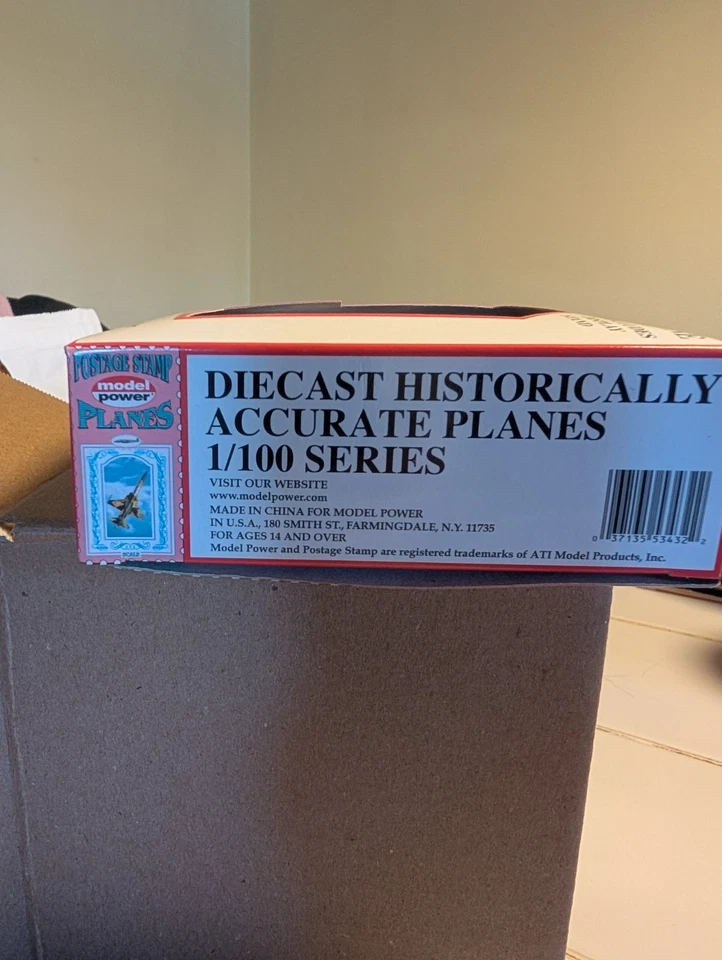 POSTAGE STAMP
model
power
PLANES
DIECAST HISTORICALLY
ACCURATE PLANES
1/100 SERIES
VISIT OUR WEBSITE
www.modelpower.com
MADE IN CHINA FOR MODEL POWER
IN U.S.A., 180 SMITH ST., FARMINGDALE, N.Y. 11735
FOR AGES 14 AND OVER
Model Power and Postage Stamp are registered trademarks of ATI Model Products, Inc.
0 37135 53432 2